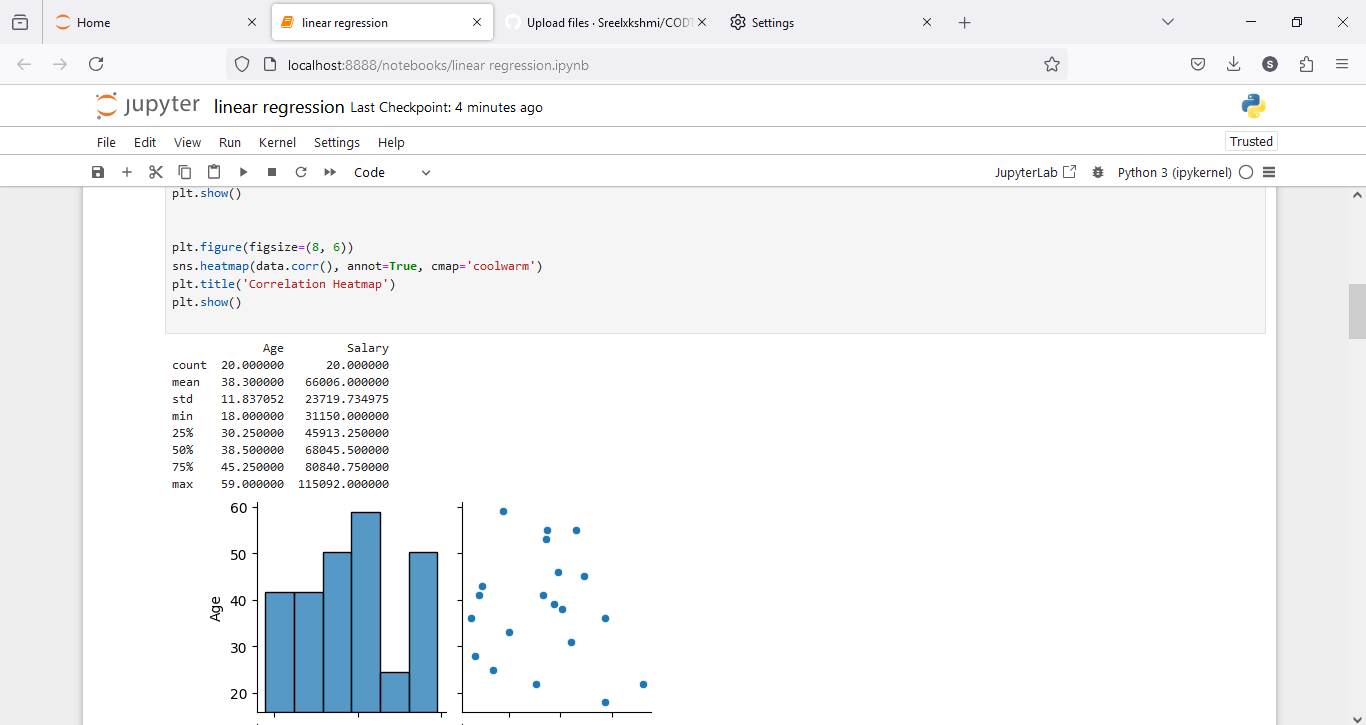 Home
linear regression
Upload files · Sreelxkshmi/CODT
Settings
localhost:8888/notebooks/linear regression.ipynb
S
jupyter linear regression Last Checkpoint: 4 minutes ago
File Edit View Run Kernel Settings Help
Trusted
Code
JupyterLab
Python 3 (ipykernel)
plt.show()
plt.figure(figsize=(8, 6))
sns.heatmap(data.corr(), annot=True, cmap='coolwarm')
plt.title('Correlation Heatmap')
plt.show()
Age Salary
count 20.000000 20.000000
mean 38.300000 66006.000000
std 11.837052 23719.734975
min 18.000000 31150.000000
25% 30.250000 45913.250000
50% 38.500000 68045.500000
75% 45.250000 80840.750000
max 59.000000 115092.000000
60
50
40
30
20
Age